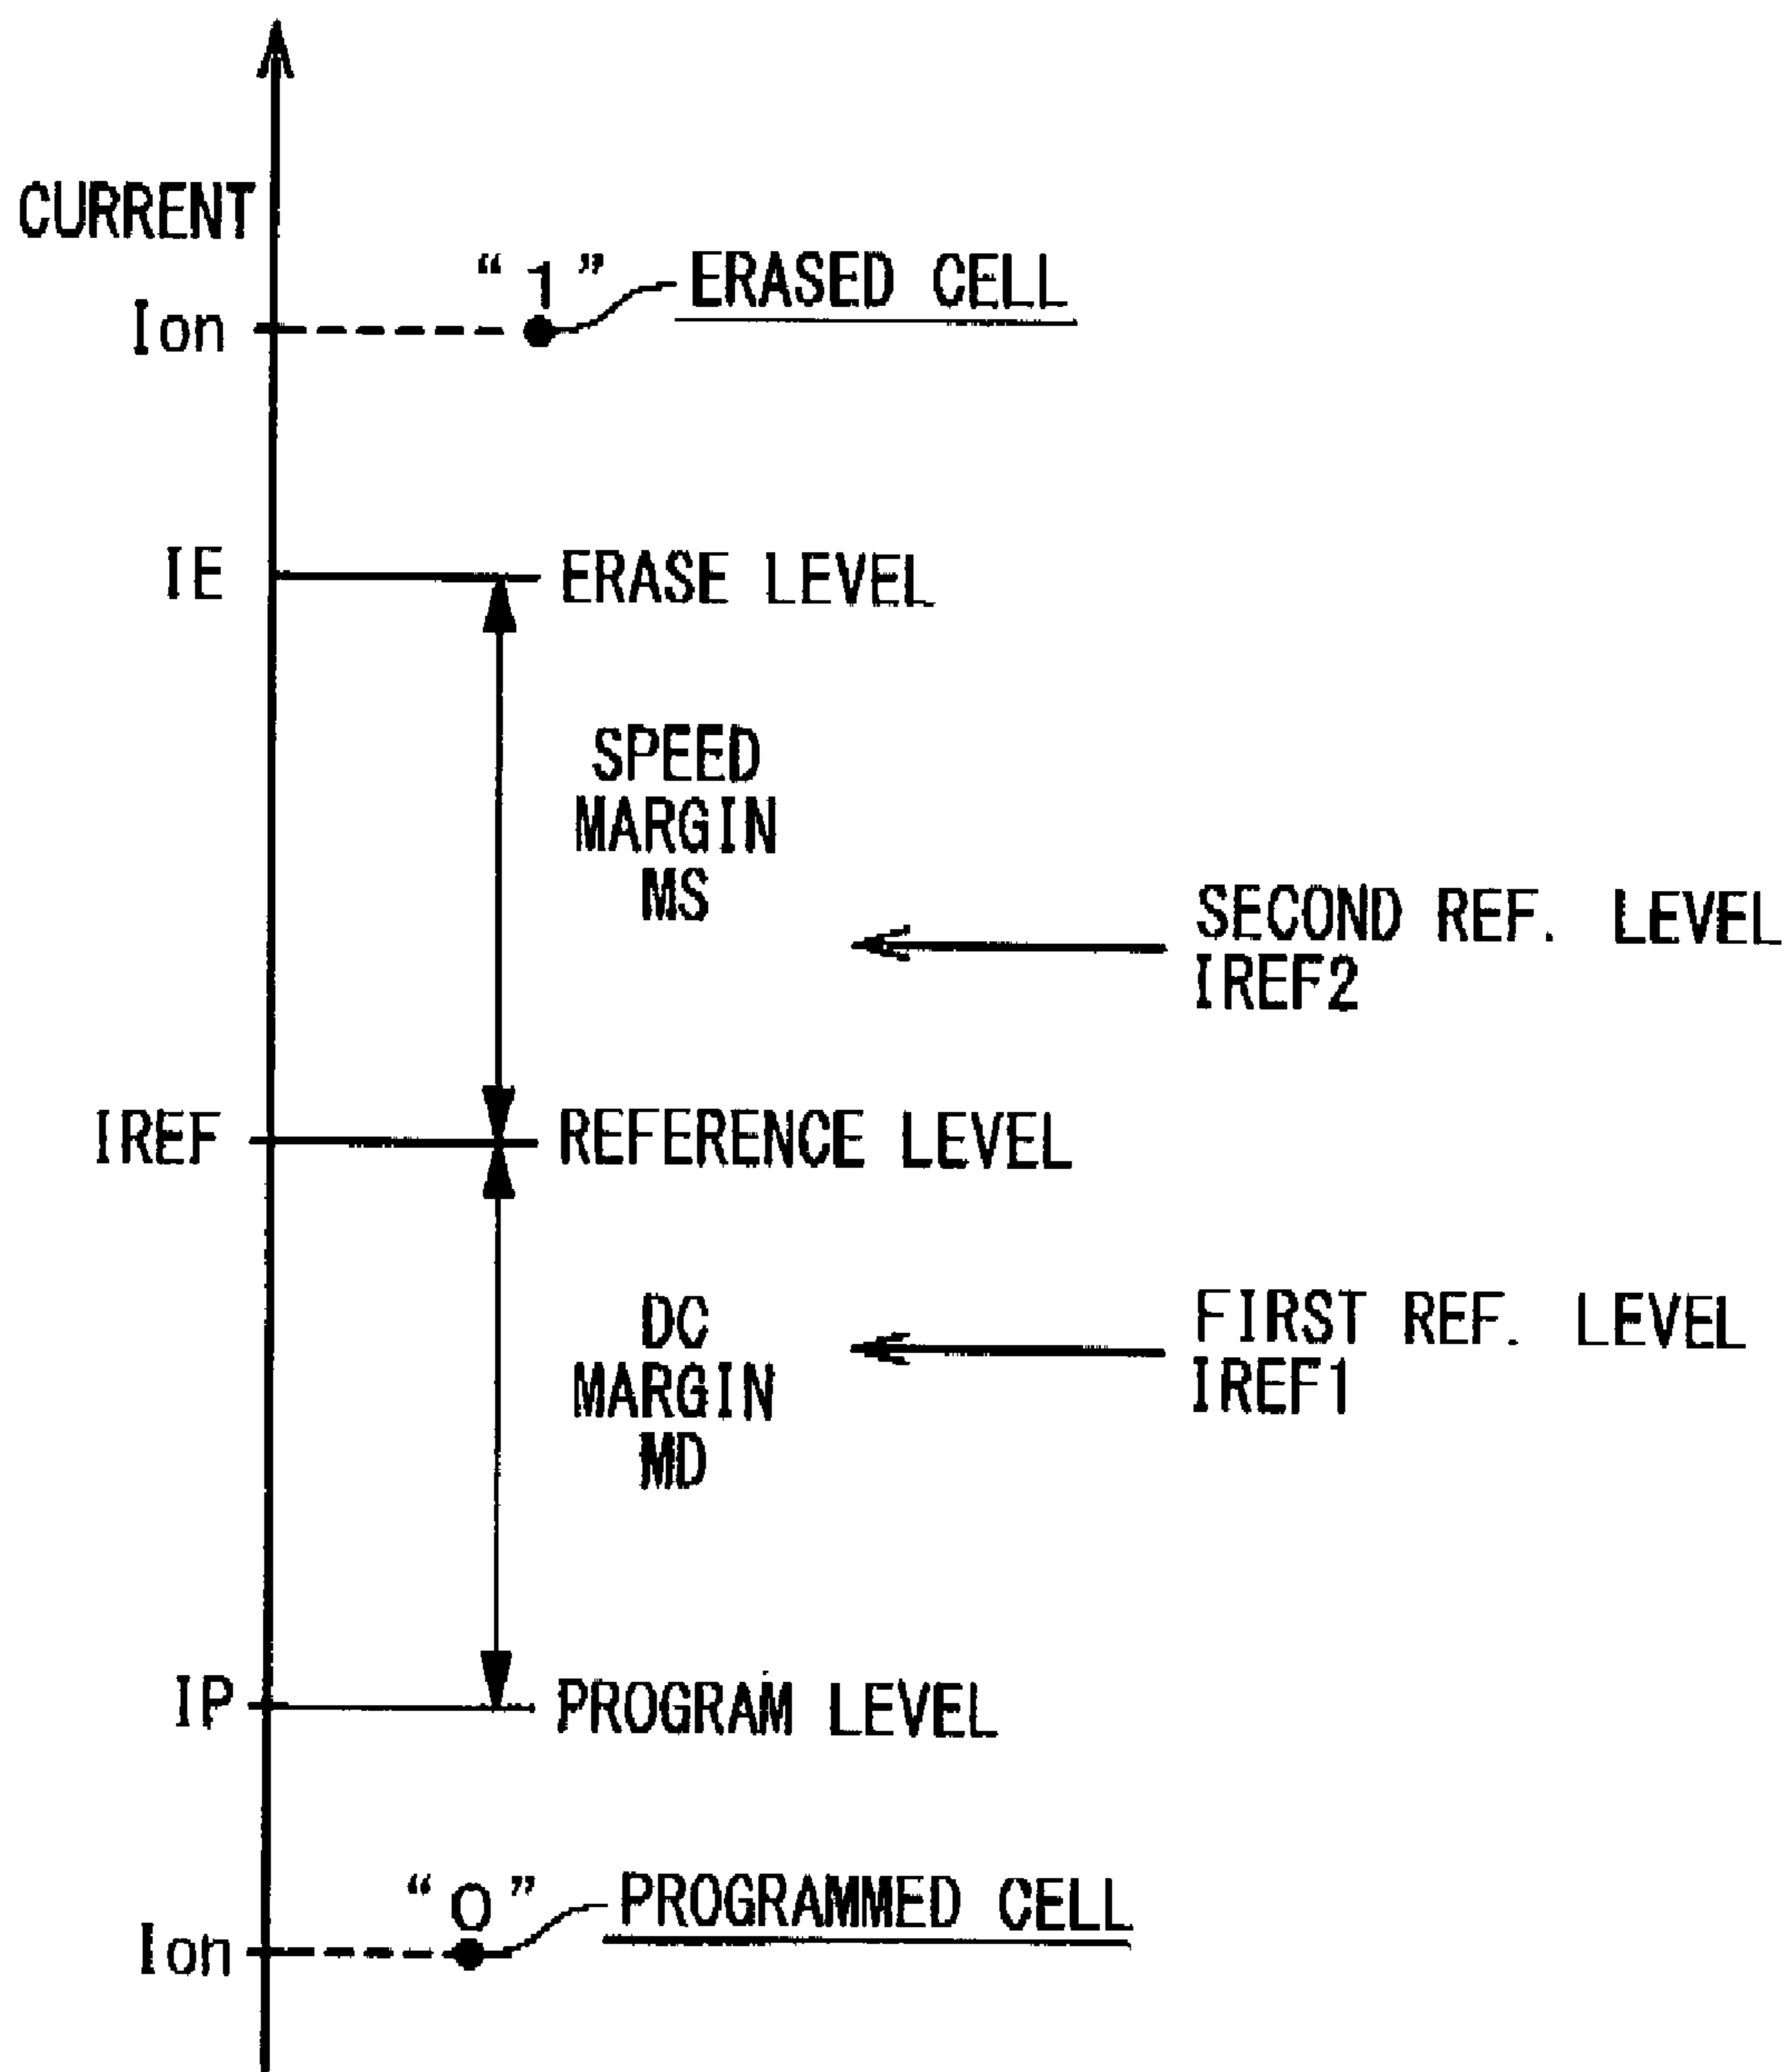 CURRENT
“1” ERASED CELL
Ion
IE ERASE LEVEL
SPEED
MARGIN
MS
SECOND REF. LEVEL
IREF2
IREF REFERENCE LEVEL
DC
MARGIN
MD
FIRST REF. LEVEL
IREF1
IP PROGRAM LEVEL
“0” PROGRAMMED CELL
Ion